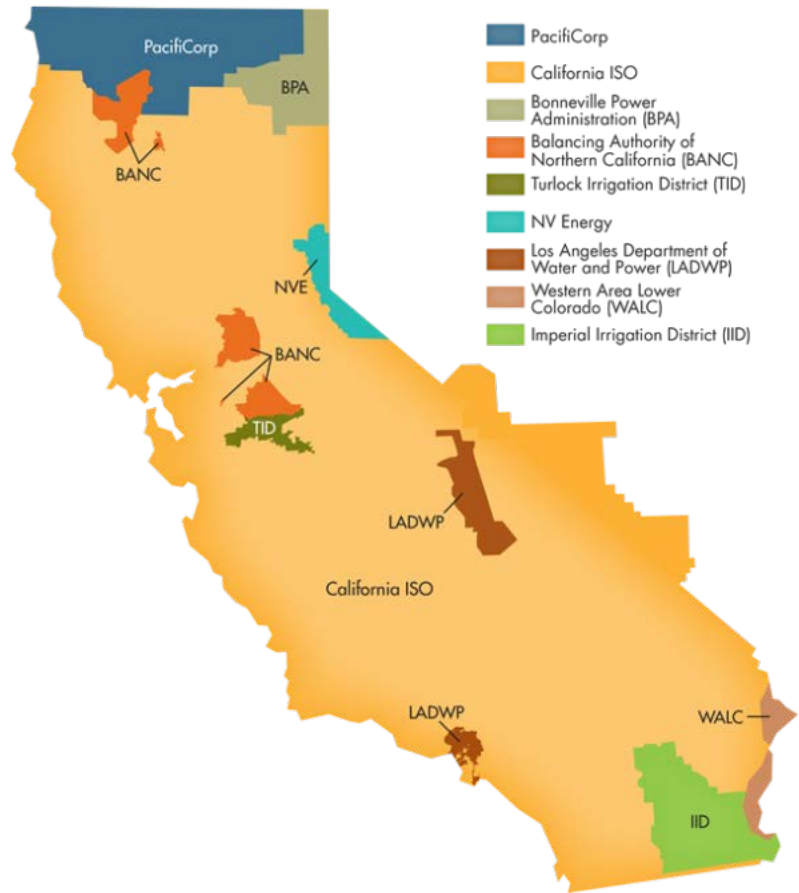 PacifiCorp
BPA
BANC
NVE
BANC
TID
LADWP
California ISO
LADWP
WALC
IID
PacifiCorp
California ISO
Bonneville Power
Administration (BPA)
Balancing Authority of
Northern California (BANC)
Turlock Irrigation District (TID)
NV Energy
Los Angeles Department of
Water and Power (LADWP)
Western Area Lower
Colorado (WALC)
Imperial Irrigation District (IID)